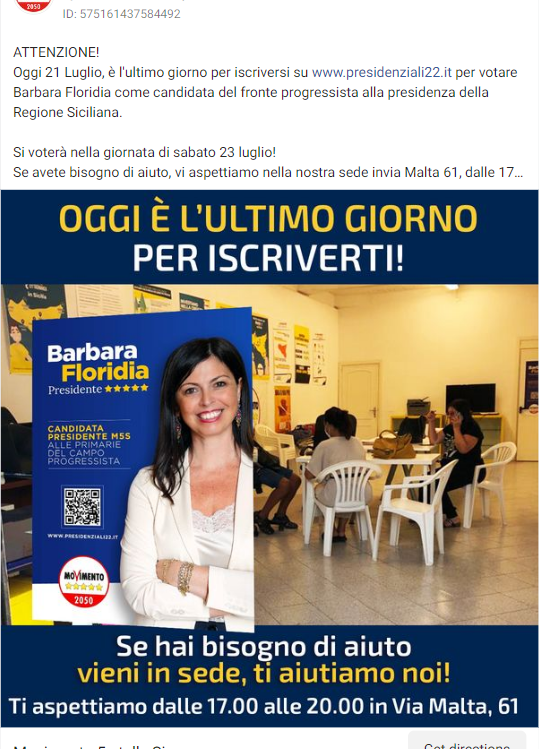 2050
ID: 575161437584492
ATTENZIONE!
Oggi 21 Luglio, è l'ultimo giorno per iscriversi su www.presidenziali22.it per votare
Barbara Floridia come candidata del fronte progressista alla presidenza della
Regione Siciliana.
Si voterà nella giornata di sabato 23 luglio!
Se avete bisogno di aiuto, vi aspettiamo nella nostra sede invia Malta 61, dalle 17...
OGGI È L'ULTIMO GIORNO
PER ISCRIVERTI!
Barbara
Floridia
Presidente ★★★★★
CANDIDATA
PRESIDENTE M5S
ALLE PRIMARIE
DEL CAMPO
PROGRESSISTA
WWW.PRESIDENZIALI22.IT
MOVIMENTO
2050
Se hai bisogno di aiuto
vieni in sede, ti aiutiamo noi!
Ti aspettiamo dalle 17.00 alle 20.00 in Via Malta, 61
Get directions